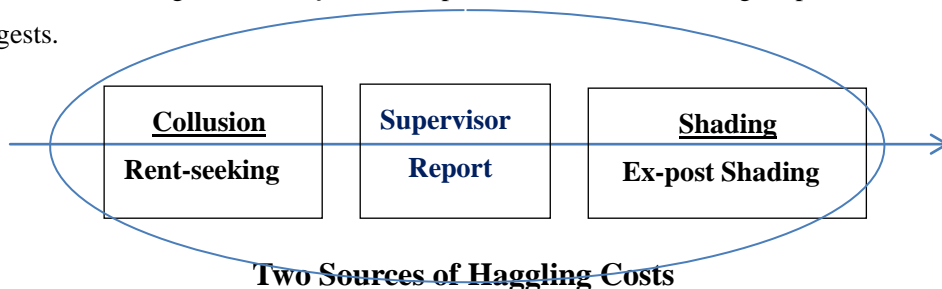 gests.
Collusion
Rent-seeking
Supervisor
Report
Shading
Ex-post Shading
Two Sources of Haggling Costs